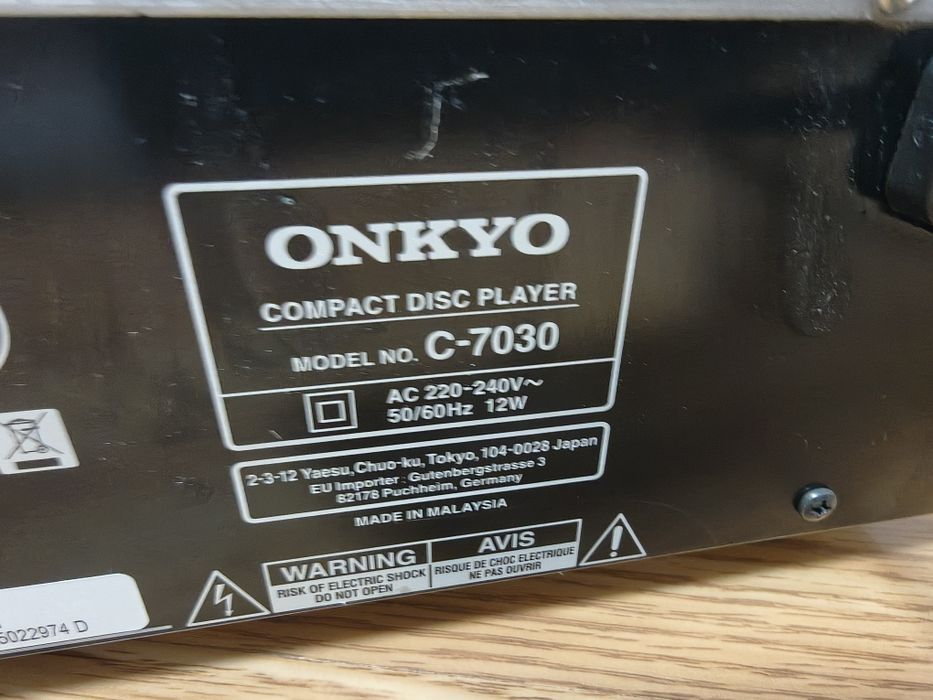 ONKYO
COMPACT DISC PLAYER
MODEL NO. C-7030
AC 220-240V~
50/60Hz 12W
2-3-12 Yaesu, Chuo-ku, Tokyo, 104-0028 Japan
EU Importer : Gutenbergstrasse 3
82178 Puchheim, Germany
MADE IN MALAYSIA
WARNING
RISK OF ELECTRIC SHOCK
DO NOT OPEN
AVIS
RISQUE DE CHOC ELECTRIQUE
NE PAS OUVRIR
5022974 D